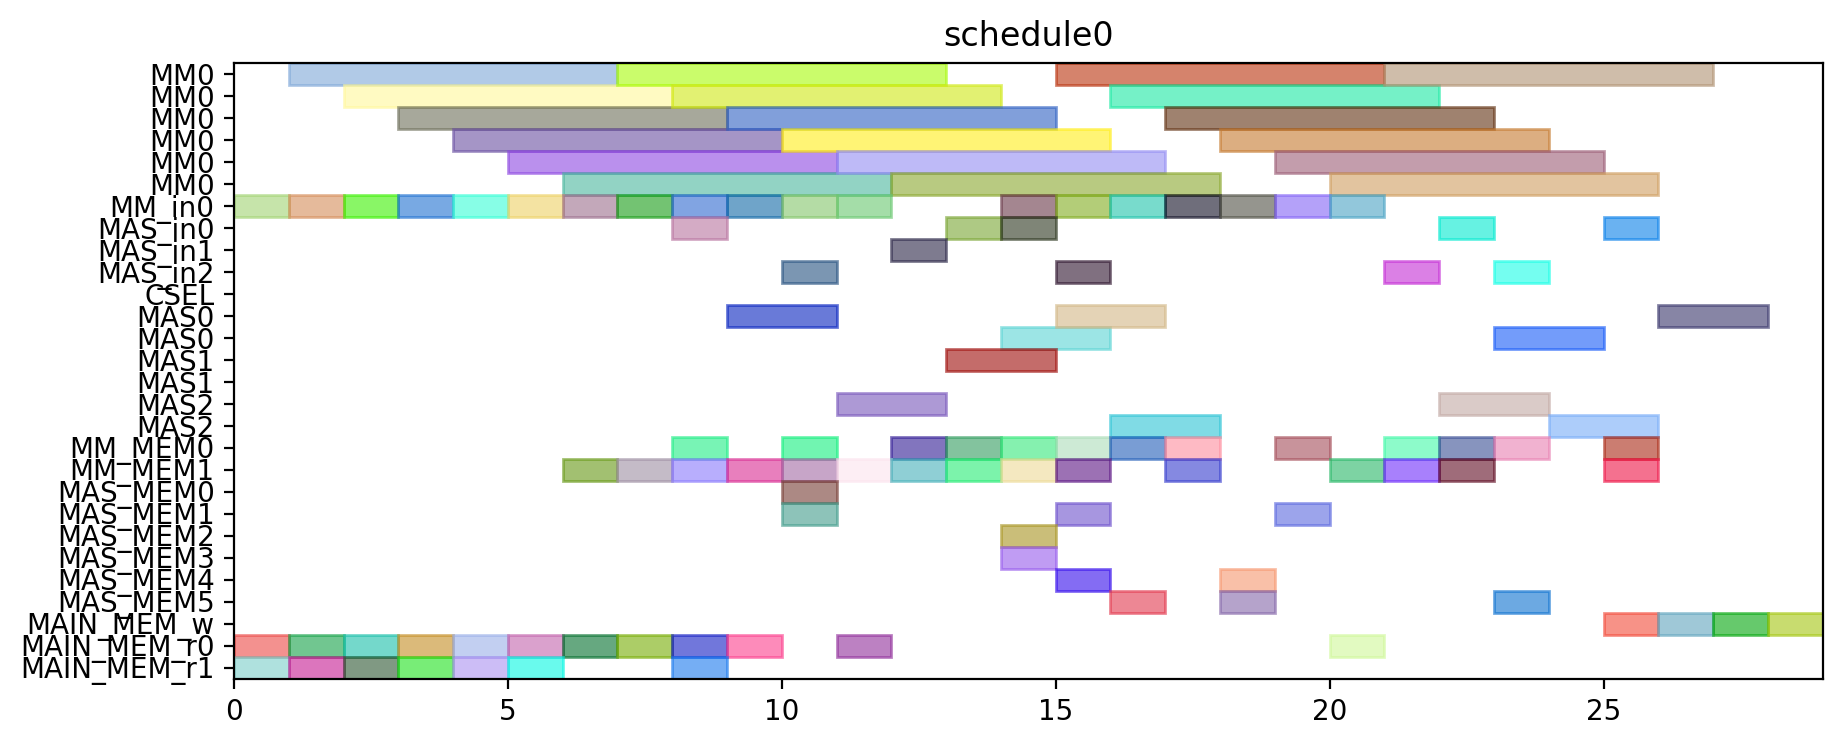 schedule0
MM0
MM0
MM0
MM0
MM0
MM0
MM_in0
MAS_in0
MAS_in1
MAS_in2
CSEL
MAS0
MAS0
MAS1
MAS1
MAS2
MAS2
MM_MEM0
MM_MEM1
MAS_MEM0
MAS_MEM1
MAS_MEM2
MAS_MEM3
MAS_MEM4
MAS_MEM5
MAIN_MEM_w
MAIN_MEM_r0
MAIN_MEM_r1
0 5 10 15 20 25